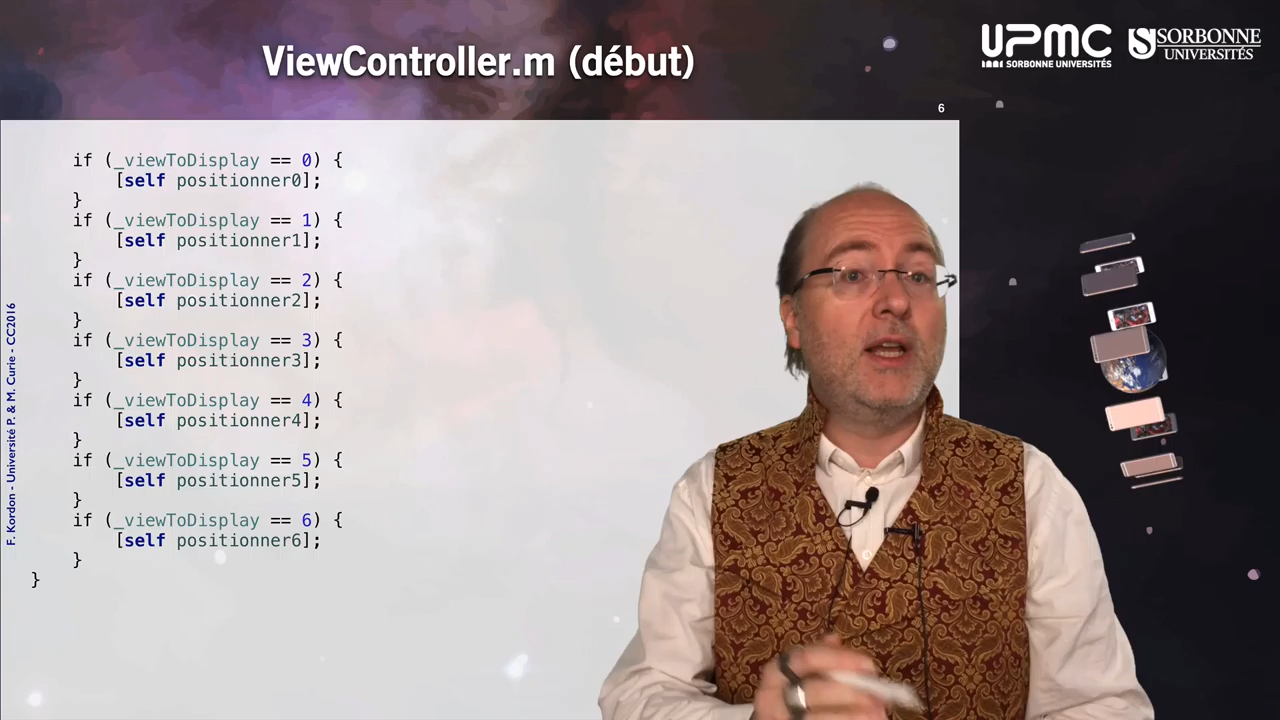 ViewController.m (début)
UPMC
SORBONNE UNIVERSITÉS
SORBONNE
UNIVERSITÉS
6
if (_viewToDisplay == 0) {
[self positionner0];
}
if (_viewToDisplay == 1) {
[self positionner1];
}
if (_viewToDisplay == 2) {
[self positionner2];
}
if (_viewToDisplay == 3) {
[self positionner3];
}
if (_viewToDisplay == 4) {
[self positionner4];
}
if (_viewToDisplay == 5) {
[self positionner5];
}
if (_viewToDisplay == 6) {
[self positionner6];
}
}
F. Kordon - Université P. & M. Curie - CC2016